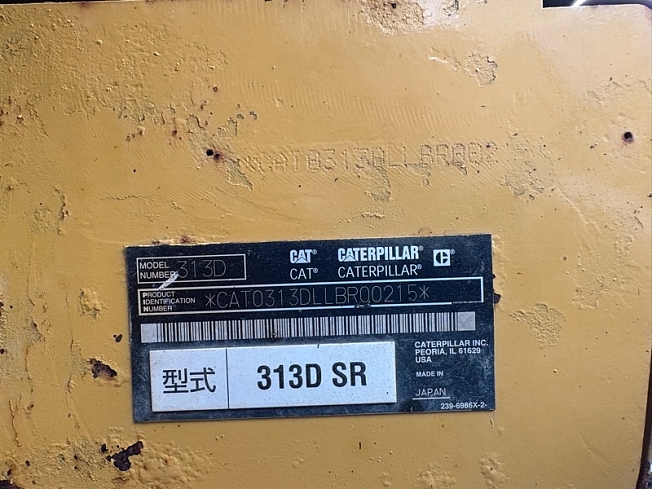 CAT0313DLLBR0021
MODEL NUMBER 313D
CAT® CATERPILLAR®
CAT® CATERPILLAR®
PRODUCT IDENTIFICATION NUMBER *CAT0313DLLBR00215*
型式 313D SR
CATERPILLAR INC.
PEORIA, IL 61629
USA
MADE IN
JAPAN
239-6986X-2-